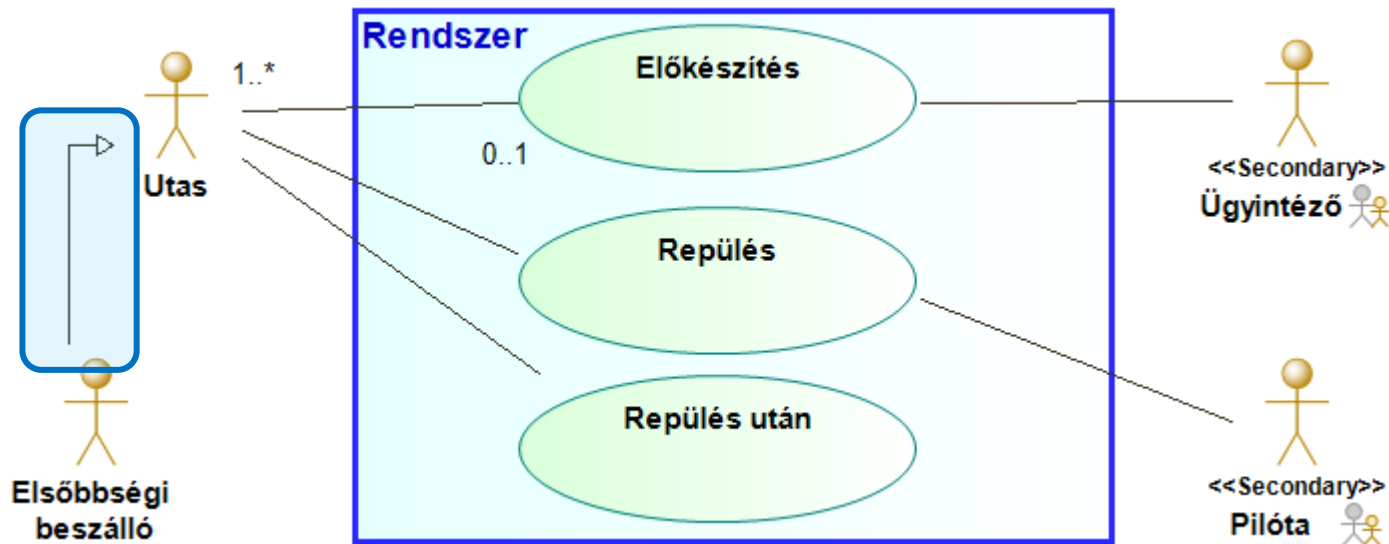 Rendszer
Előkészítés
1..*
0..1
Utas
<<Secondary>>
Ügyintéző
Repülés
Repülés után
Elsőbbségi
beszálló
<<Secondary>>
Pilóta